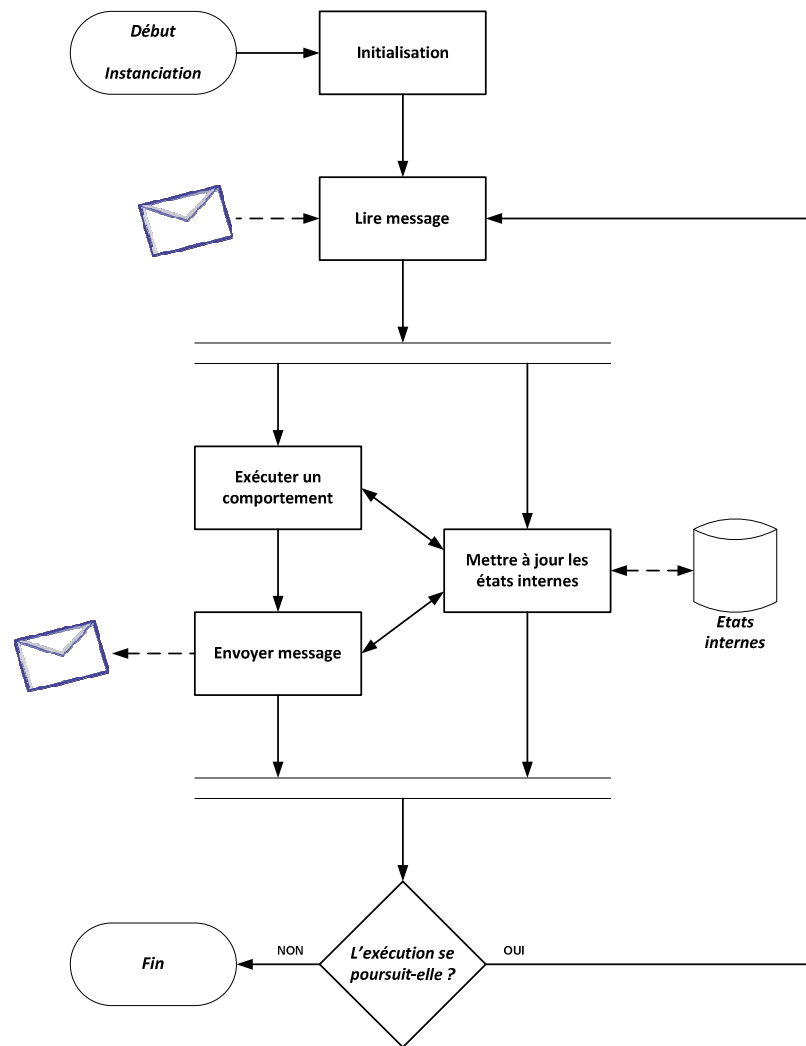 Début
Instanciation
Initialisation
Lire message
Exécuter un
comportement
Mettre à jour les
états internes
Etats
internes
Envoyer message
L'exécution se
poursuit-elle ?
NON
OUI
Fin